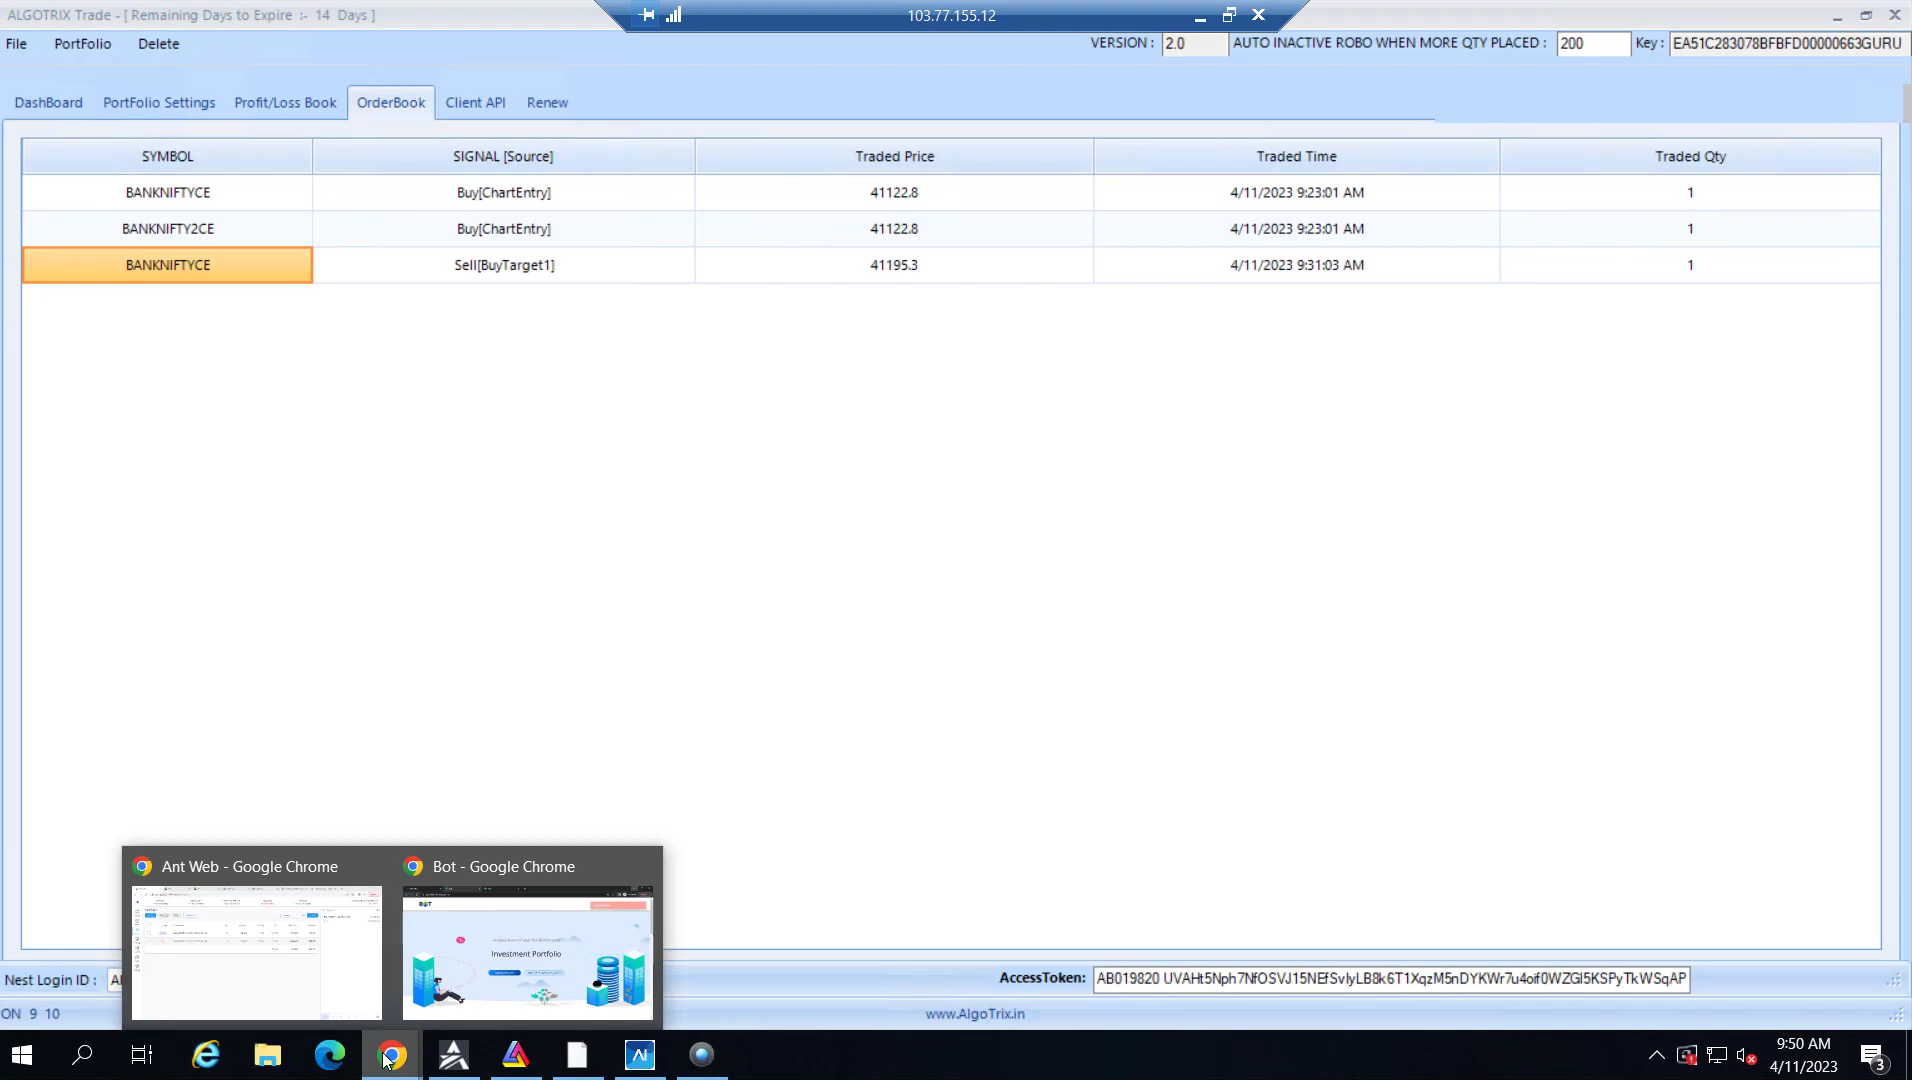 ALGOTRIX Trade - [ Remaining Days to Expire :- 14 Days ]
103.77.155.12
File PortFolio Delete
VERSION : 2.0 AUTO INACTIVE ROBO WHEN MORE QTY PLACED : 200 Key : EA51C283078BFBFD00000663GURU
DashBoard PortFolio Settings Profit/Loss Book OrderBook Client API Renew
SYMBOL SIGNAL [Source] Traded Price Traded Time Traded Qty
BANKNIFTYCE Buy[ChartEntry] 41122.8 4/11/2023 9:23:01 AM 1
BANKNIFTY2CE Buy[ChartEntry] 41122.8 4/11/2023 9:23:01 AM 1
BANKNIFTYCE Sell[BuyTarget1] 41195.3 4/11/2023 9:31:03 AM 1
Ant Web - Google Chrome Bot - Google Chrome
BOT
Investment Portfolio
Nest Login ID :
AccessToken: AB019820 UVAHt5Nph7NfOSVJ15NEfSvIyLB8k6T1XqzM5nDYKWr7u4oif0WZGl5KSPyTkWSqAP
ON 9 10
www.AlgoTrix.in
9:50 AM
4/11/2023
3